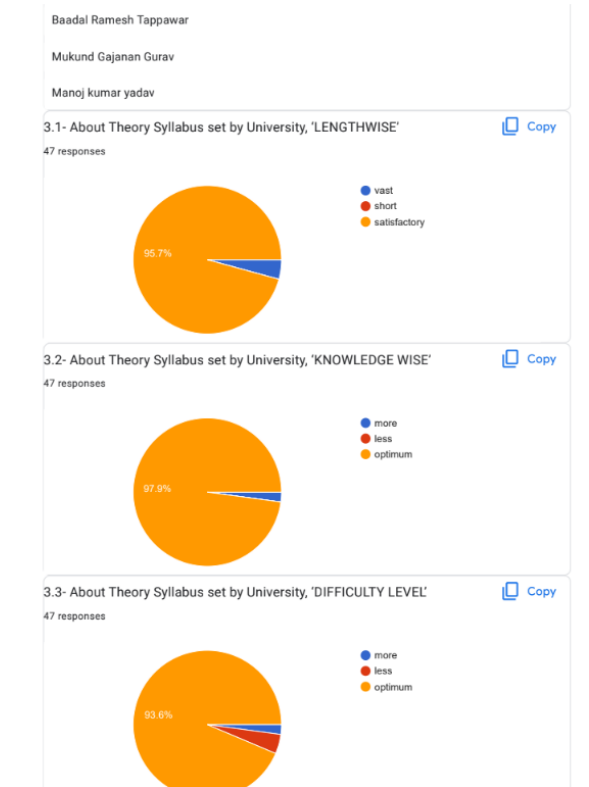 Baadal Ramesh Tappawar
Mukund Gajanan Gurav
Manoj kumar yadav
3.1- About Theory Syllabus set by University, ‘LENGTHWISE’
Copy
47 responses
vast
short
satisfactory
95.7%
3.2- About Theory Syllabus set by University, ‘KNOWLEDGE WISE’
Copy
47 responses
more
less
optimum
97.9%
3.3- About Theory Syllabus set by University, ‘DIFFICULTY LEVEL’
Copy
47 responses
more
less
optimum
93.6%